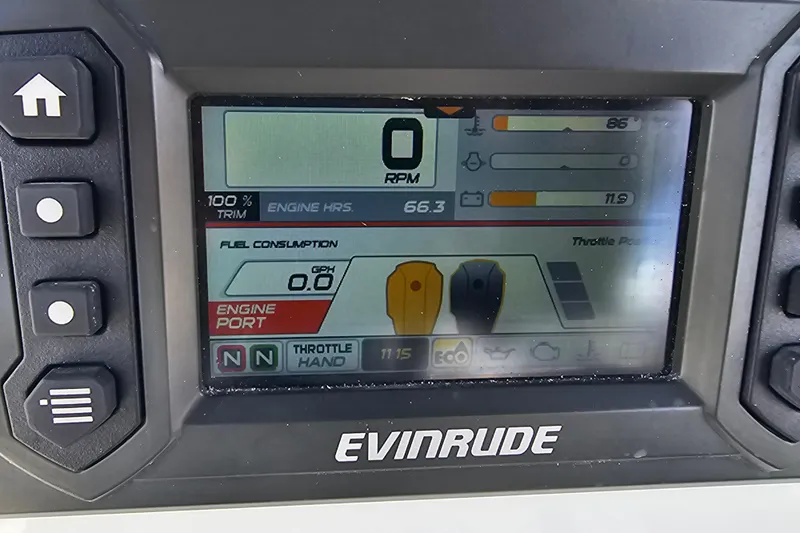 0
RPM
86°
0
11.9
100 %
TRIM
ENGINE HRS. 66.3
FUEL CONSUMPTION
Throttle
GPH
0.0
ENGINE
PORT
N N
THROTTLE
HAND
11:15
ECO
EVINRUDE